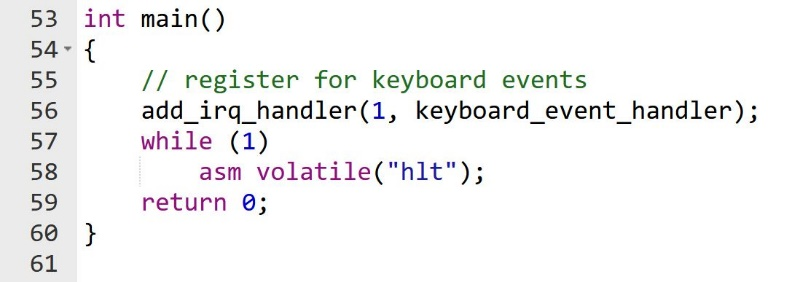 53 int main()
54 {
55 // register for keyboard events
56 add_irq_handler(1, keyboard_event_handler);
57 while (1)
58 asm volatile("hlt");
59 return 0;
60 }
61